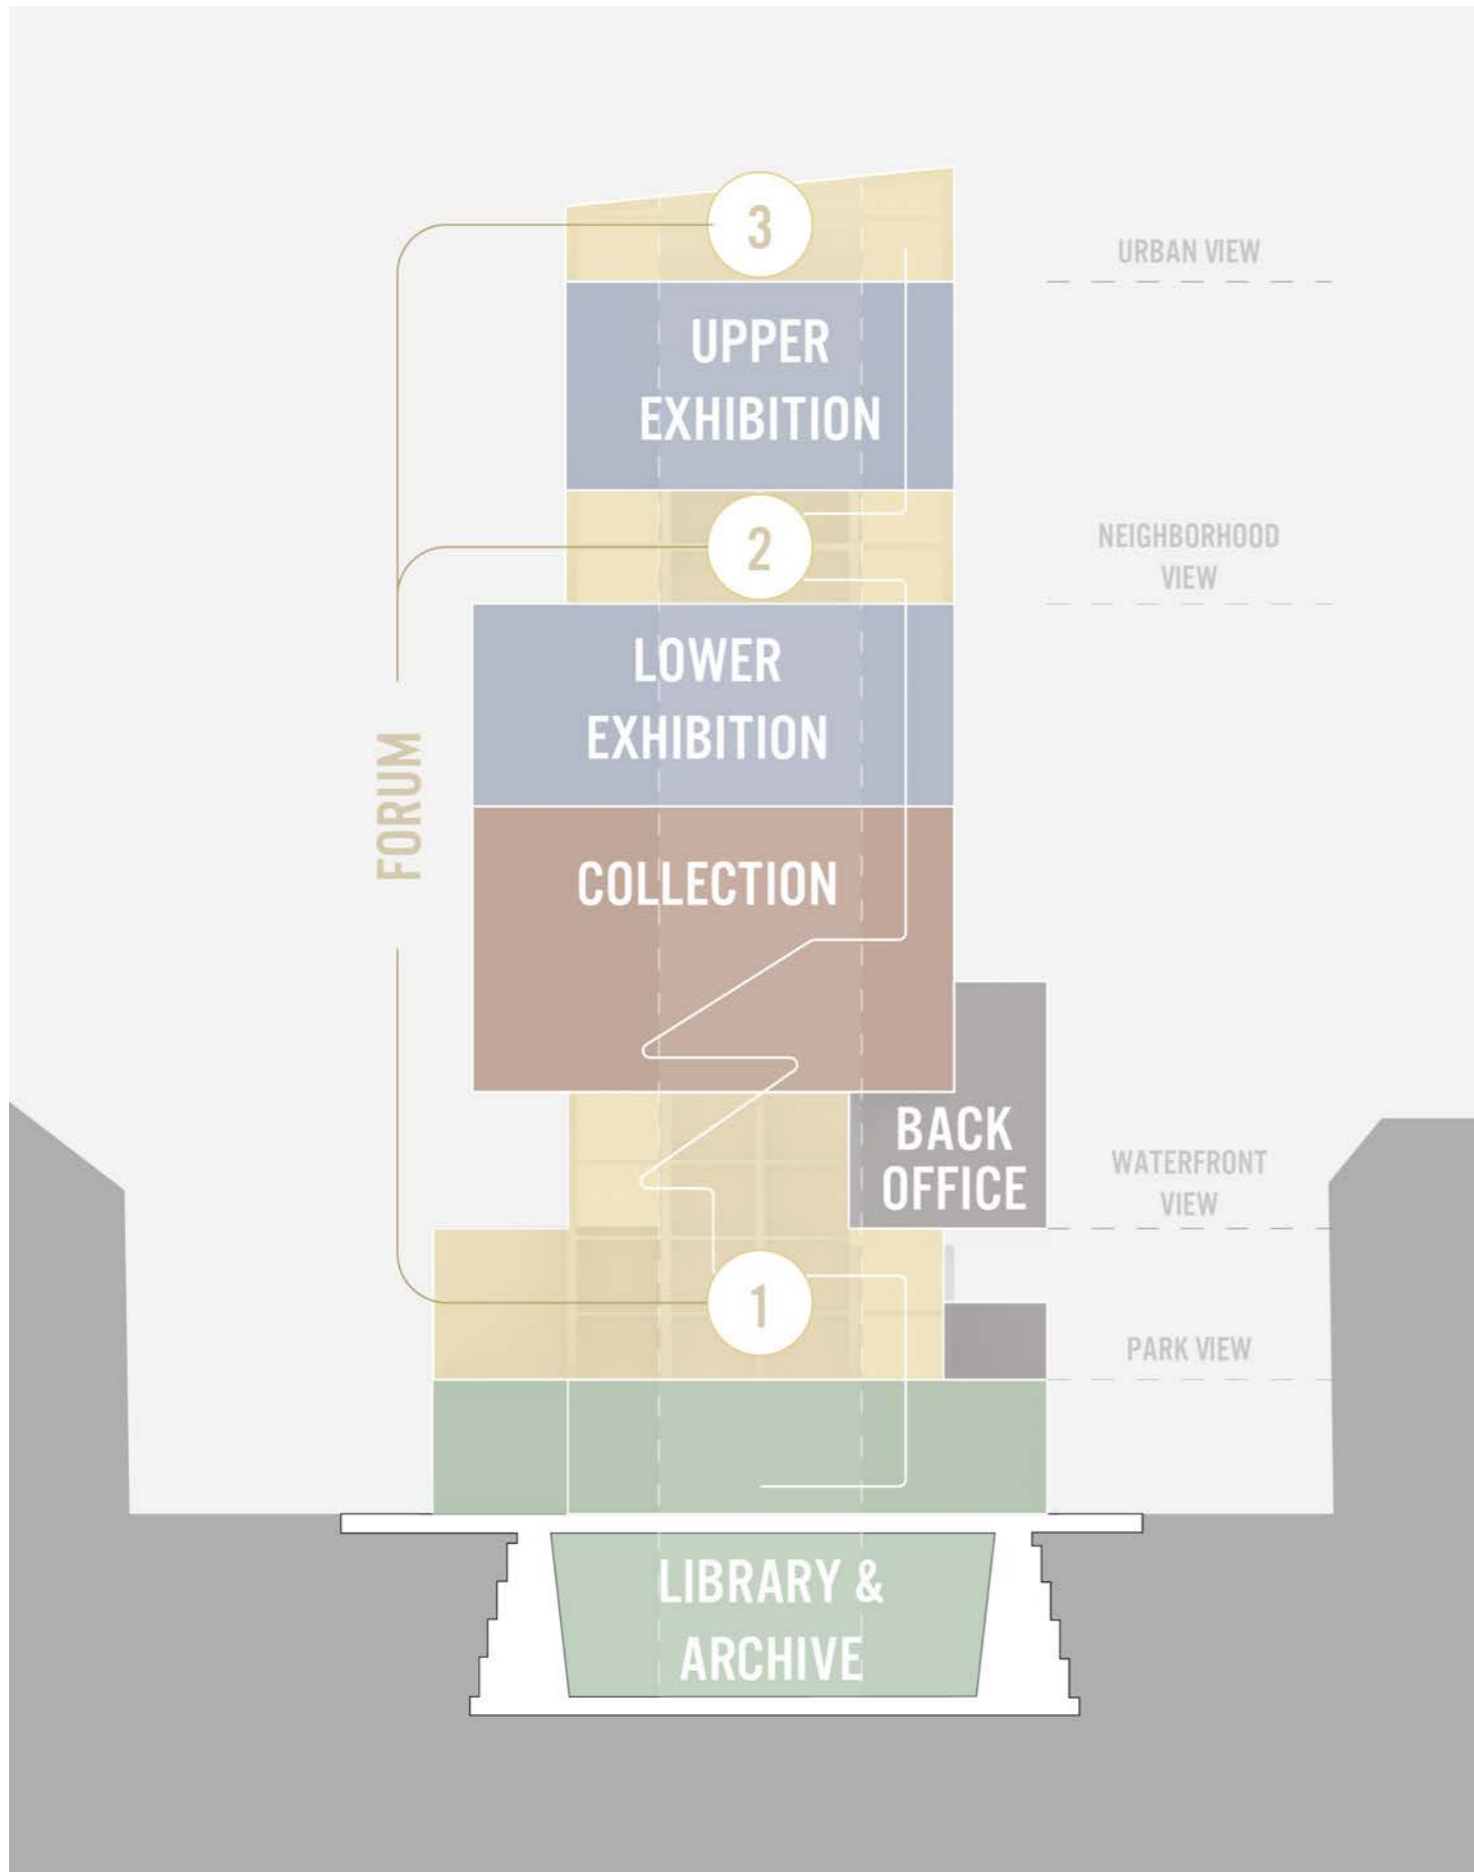 3
URBAN VIEW
UPPER
EXHIBITION
2
NEIGHBORHOOD
VIEW
LOWER
EXHIBITION
FORUM
COLLECTION
BACK
OFFICE
WATERFRONT
VIEW
1
PARK VIEW
LIBRARY &
ARCHIVE